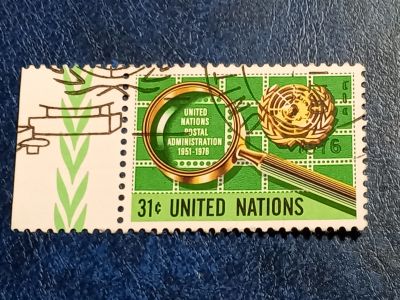 UNITED
NATIONS
POSTAL
ADMINISTRATION
1951-1976
31¢ UNITED NATIONS